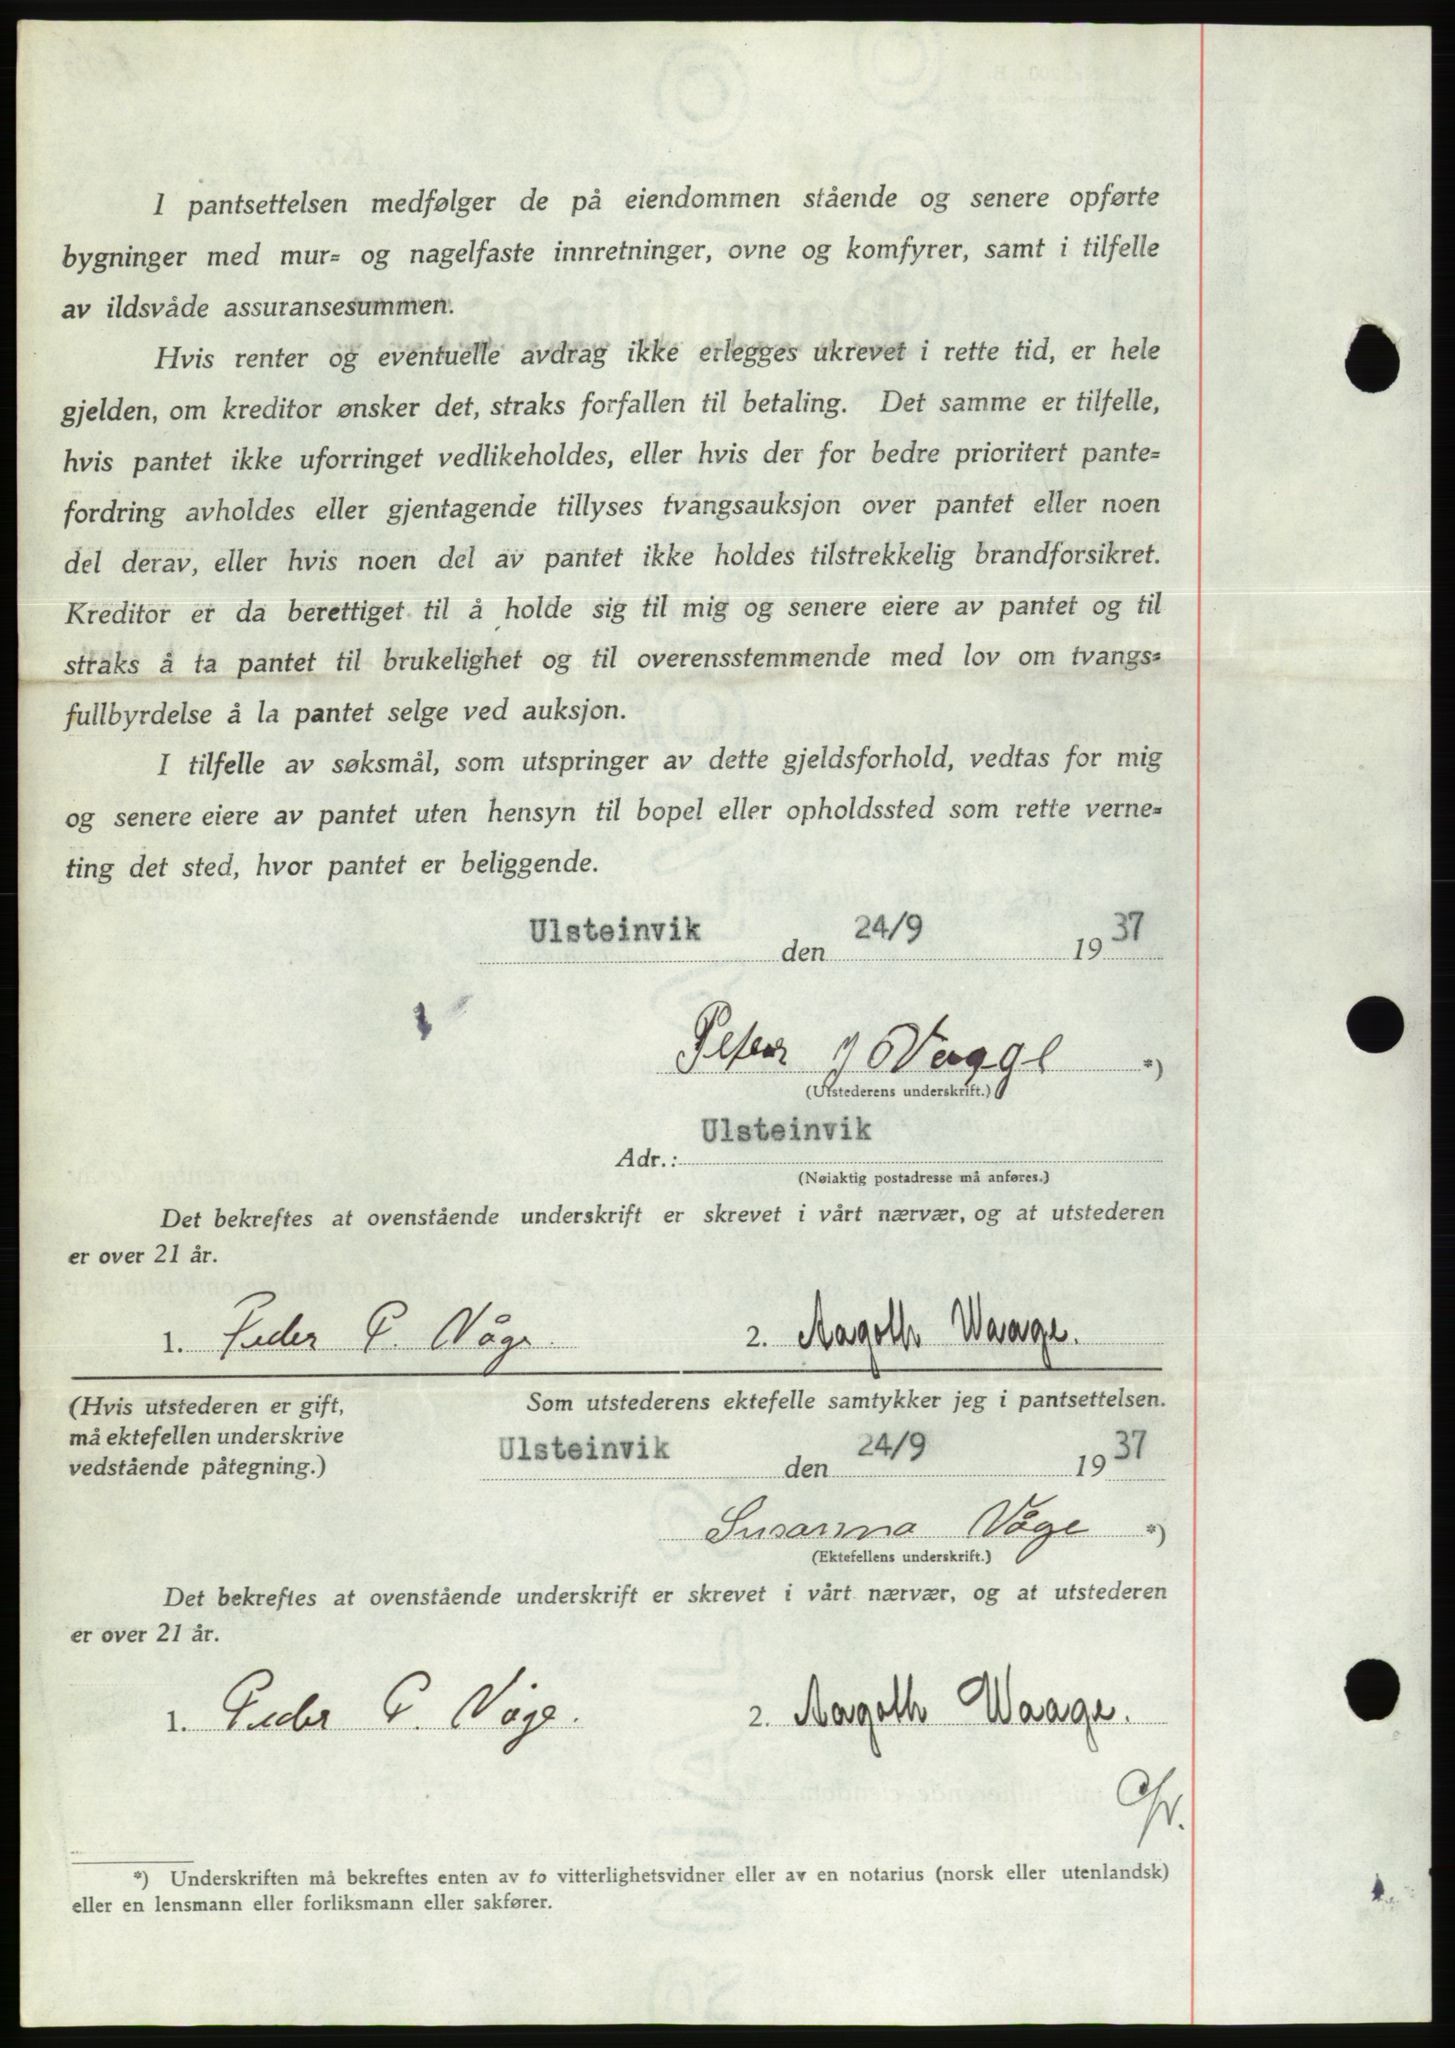 I pantsettelsen medfølger de på eiendommen stående og senere opførte
bygninger med mur= og nagelfaste innretninger, ovne og komfyrer, samt i tilfelle
av ildsvåde assuransesummen.
Hvis renter og eventuelle avdrag ikke erlegges ukrevet i rette tid, er hele
gjelden, om kreditor ønsker det, straks forfallen til betaling. Det samme er tilfelle,
hvis pantet ikke uforringet vedlikeholdes, eller hvis der for bedre prioritert pante=
fordring avholdes eller gjentagende tillyses tvangsauksjon over pantet eller noen
del derav, eller hvis noen del av pantet ikke holdes tilstrekkelig brandforsikret.
Kreditor er da berettiget til å holde sig til mig og senere eiere av pantet og til
straks å ta pantet til brukelighet og til overensstemmende med lov om tvangs=
fullbyrdelse å la pantet selge ved auksjon.
I tilfelle av søksmål, som utspringer av dette gjeldsforhold, vedtas for mig
og senere eiere av pantet uten hensyn til bopel eller opholdssted som rette verne=
ting det sted, hvor pantet er beliggende.
Ulsteinvik den 24/9 1937
Peter J Vagge *)
(Utstederens underskrift.)
Ulsteinvik
Adr.:
(Nøiaktig postadresse må anføres.)
Det bekreftes at ovenstående underskrift er skrevet i vårt nærvær, og at utstederen
er over 21 år.
1. Peder P. Våge 2. Aagoth Waage.
(Hvis utstederen er gift, Som utstederens ektefelle samtykker jeg i pantsettelsen.
må ektefellen underskrive
vedstående påtegning.) Ulsteinvik den 24/9 1937
Susanna Våge *)
(Ektefellens underskrift.)
Det bekreftes at ovenstående underskrift er skrevet i vårt nærvær, og at utstederen
er over 21 år.
1. Peder P. Våge. 2. Aagoth Waage.
*) Underskriften må bekreftes enten av to vitterlighetsvidner eller av en notarius (norsk eller utenlandsk)
eller en lensmann eller forliksmann eller sakfører.